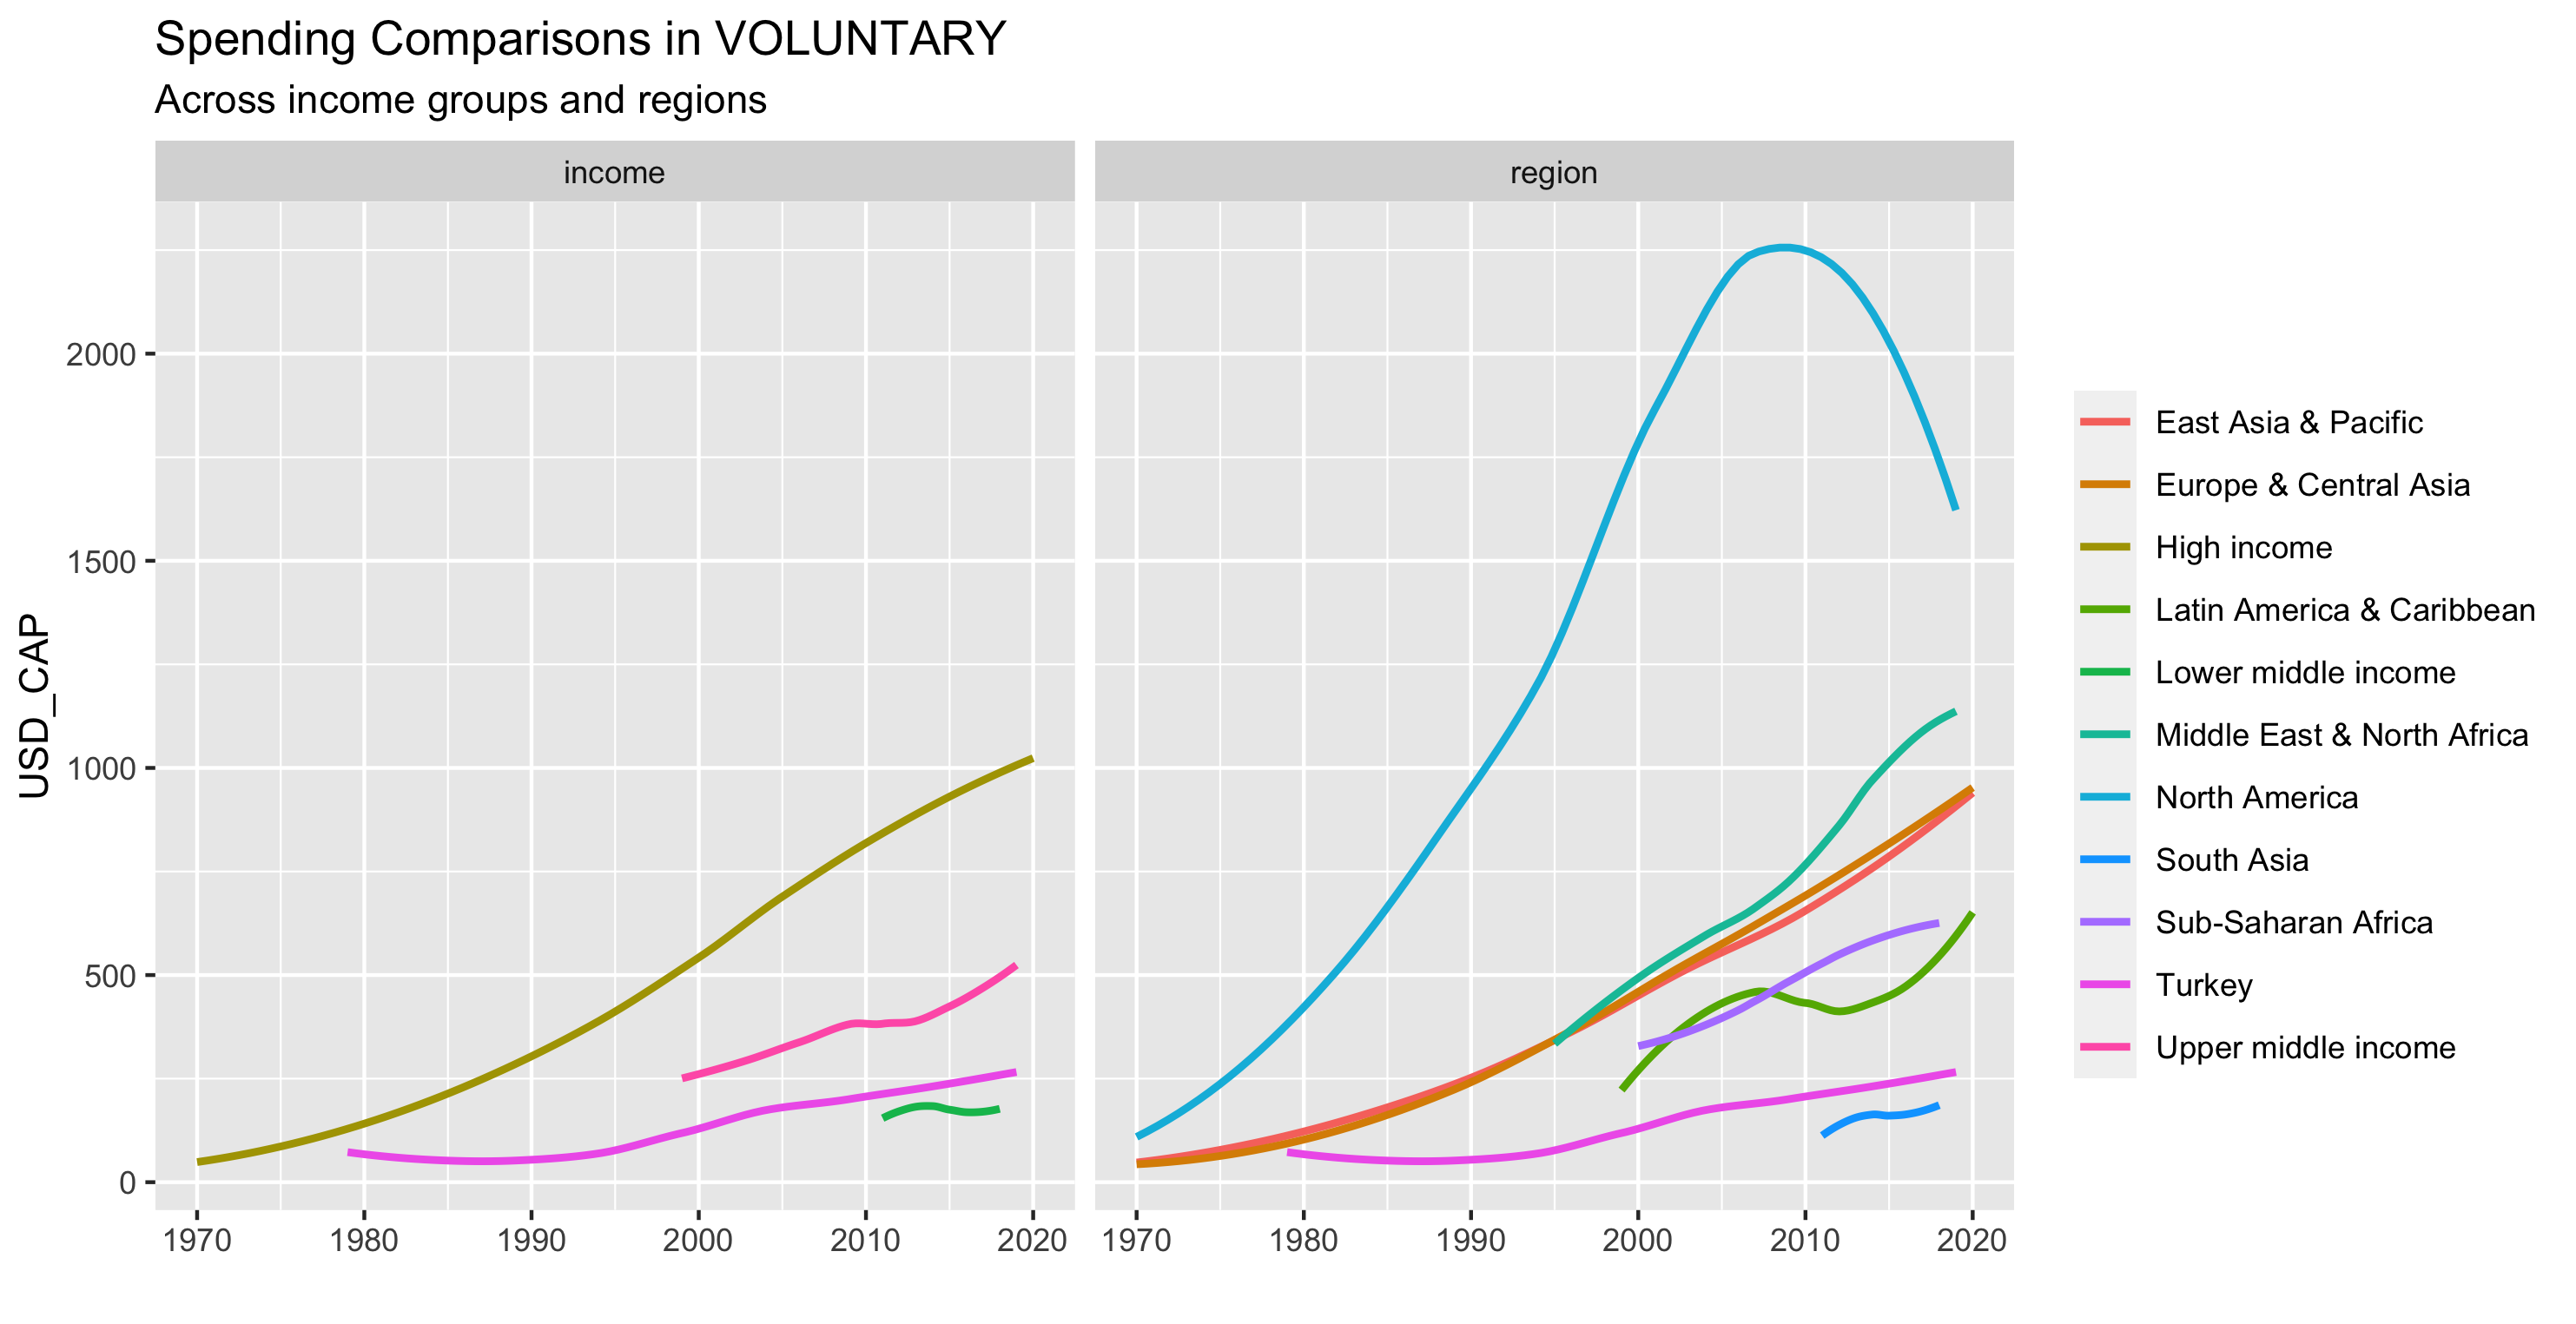 Spending Comparisons in VOLUNTARY
Across income groups and regions
income
region
USD_CAP
2000
1500
1000
500
0
1970 1980 1990 2000 2010 2020
1970 1980 1990 2000 2010 2020
East Asia & Pacific
Europe & Central Asia
High income
Latin America & Caribbean
Lower middle income
Middle East & North Africa
North America
South Asia
Sub-Saharan Africa
Turkey
Upper middle income